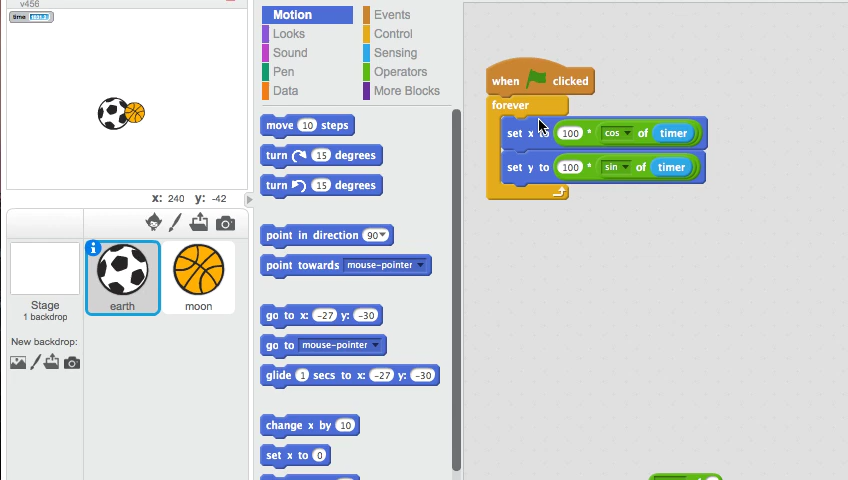 v456
time
x: 240 y: -42
Stage
1 backdrop
New backdrop:
earth
moon
Motion
Looks
Sound
Pen
Data
Events
Control
Sensing
Operators
More Blocks
move 10 steps
turn 15 degrees
turn 15 degrees
point in direction 90
point towards mouse-pointer
go to x: -27 y: -30
go to mouse-pointer
glide 1 secs to x: -27 y: -30
change x by 10
set x to 0
when clicked
forever
set x to 100 * cos of timer
set y to 100 * sin of timer